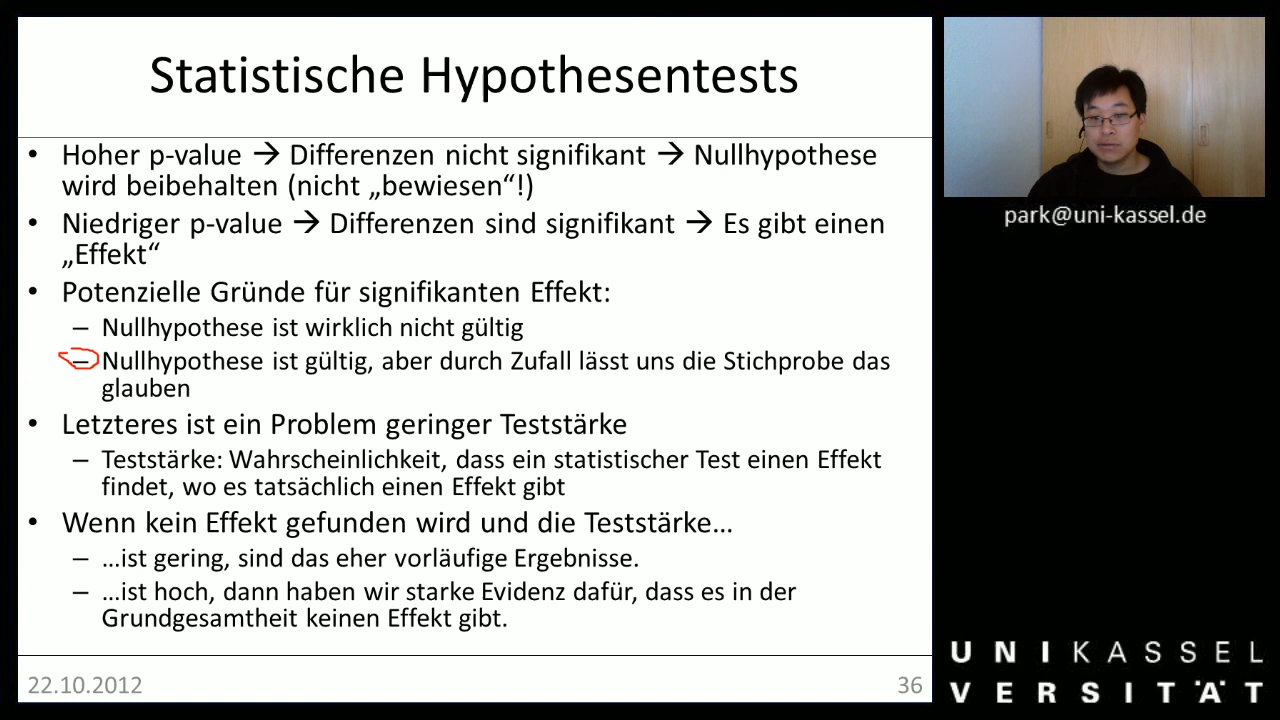 Statistische Hypothesentests
• Hoher p-value → Differenzen nicht signifikant → Nullhypothese
wird beibehalten (nicht „bewiesen“!)
• Niedriger p-value → Differenzen sind signifikant → Es gibt einen
„Effekt“
• Potenzielle Gründe für signifikanten Effekt:
– Nullhypothese ist wirklich nicht gültig
– Nullhypothese ist gültig, aber durch Zufall lässt uns die Stichprobe das
glauben
• Letzteres ist ein Problem geringer Teststärke
– Teststärke: Wahrscheinlichkeit, dass ein statistischer Test einen Effekt
findet, wo es tatsächlich einen Effekt gibt
• Wenn kein Effekt gefunden wird und die Teststärke…
– …ist gering, sind das eher vorläufige Ergebnisse.
– …ist hoch, dann haben wir starke Evidenz dafür, dass es in der
Grundgesamtheit keinen Effekt gibt.
22.10.2012
36
park@uni-kassel.de
UNIKASSEL
VERSITÄT